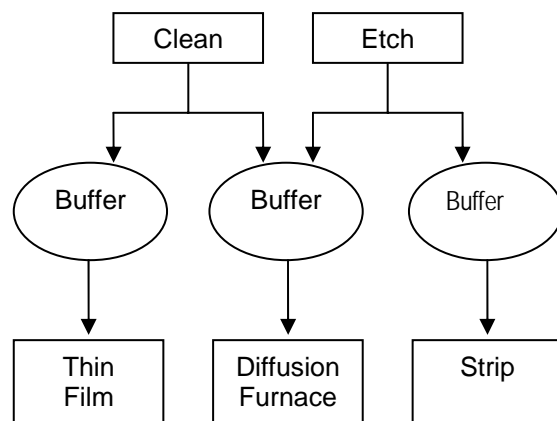 Clean
Etch
Buffer
Buffer
Buffer
Thin
Film
Diffusion
Furnace
Strip